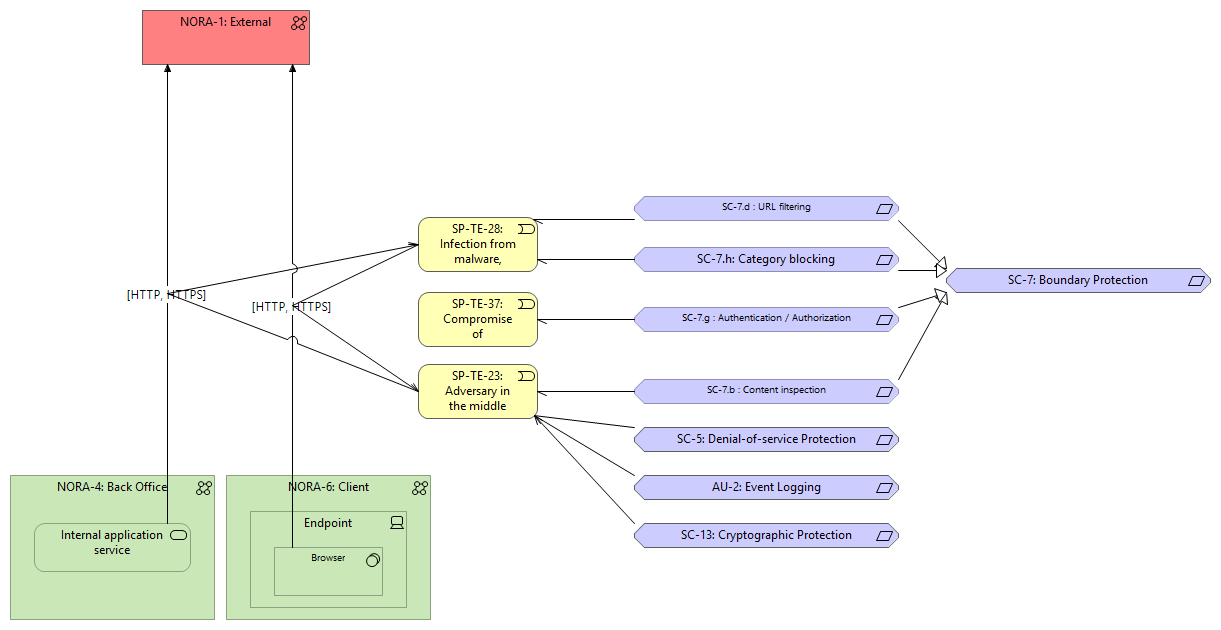 NORA-1: External
SC-7.d : URL filtering
SP-TE-28:
Infection from
malware,
SC-7.h: Category blocking
SC-7: Boundary Protection
[HTTP, HTTPS]
[HTTP, HTTPS]
SP-TE-37:
Compromise
of
SC-7.g : Authentication / Authorization
SP-TE-23:
Adversary in
the middle
SC-7.b : Content inspection
SC-5: Denial-of-service Protection
AU-2: Event Logging
SC-13: Cryptographic Protection
NORA-4: Back Office
Internal application
service
NORA-6: Client
Endpoint
Browser